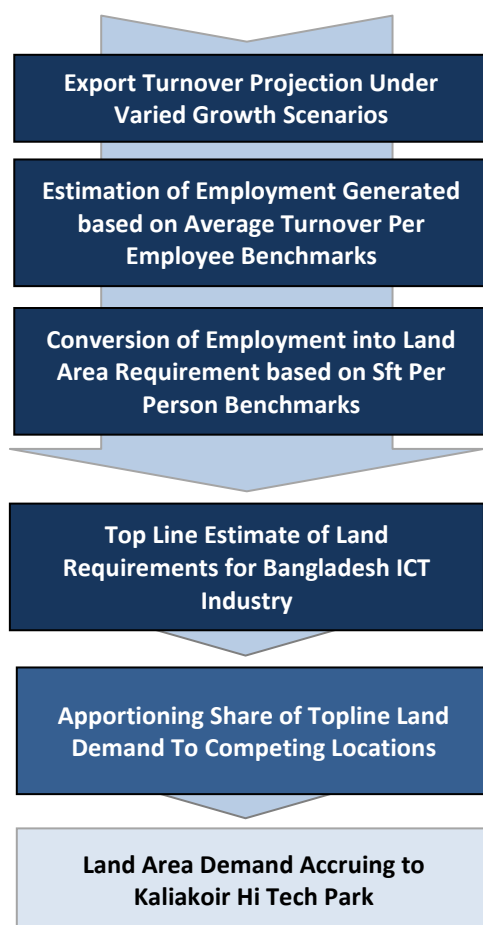 Export Turnover Projection Under
Varied Growth Scenarios
Estimation of Employment Generated
based on Average Turnover Per
Employee Benchmarks
Conversion of Employment into Land
Area Requirement based on Sft Per
Person Benchmarks
Top Line Estimate of Land
Requirements for Bangladesh ICT
Industry
Apportioning Share of Topline Land
Demand To Competing Locations
Land Area Demand Accruing to
Kaliakoir Hi Tech Park